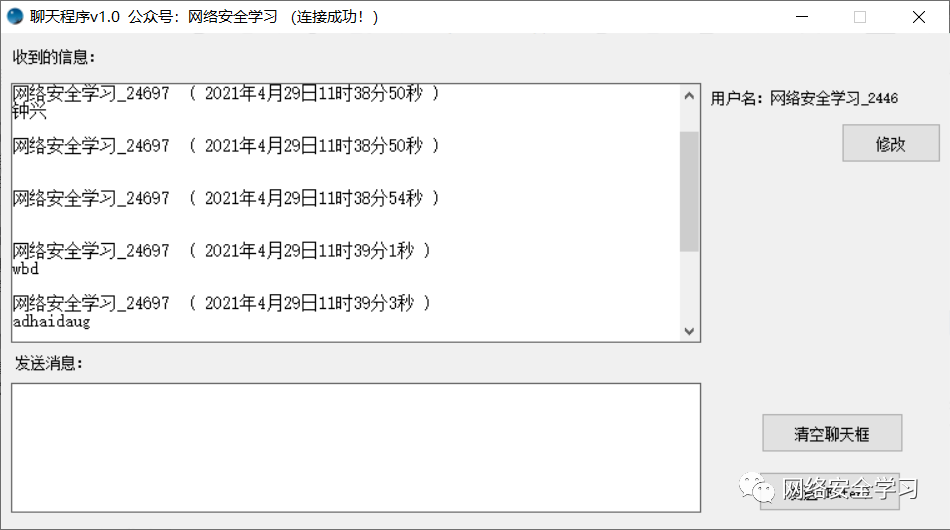 聊天程序v1.0 公众号：网络安全学习 (连接成功！)
收到的信息：
网络安全学习_24697 ( 2021年4月29日11时38分50秒 )
钟兴
网络安全学习_24697 ( 2021年4月29日11时38分50秒 )
网络安全学习_24697 ( 2021年4月29日11时38分54秒 )
网络安全学习_24697 ( 2021年4月29日11时39分1秒 )
wbd
网络安全学习_24697 ( 2021年4月29日11时39分3秒 )
adhaidaug
用户名：网络安全学习_2446
修改
发送消息：
清空聊天框
网络安全学习